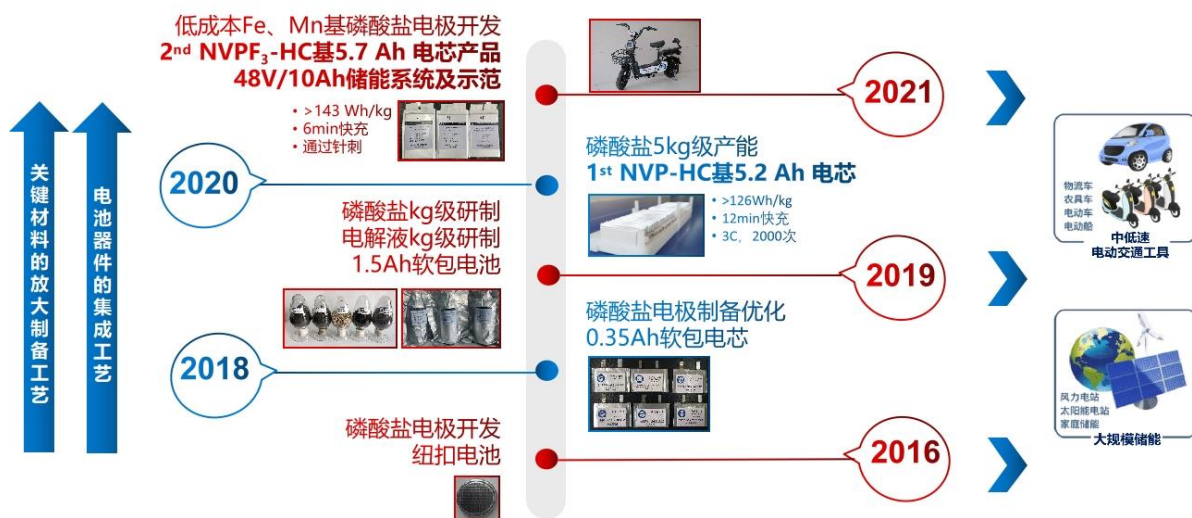 关键材料的放大制备工艺
电池器件的集成工艺
低成本Fe、Mn基磷酸盐电极开发
2nd NVPF3-HC基5.7 Ah 电芯产品
48V/10Ah储能系统及示范
• >143 Wh/kg
• 6min快充
• 通过针刺
2021
2020
磷酸盐5kg级产能
1st NVP-HC基5.2 Ah 电芯
• >126Wh/kg
• 12min快充
• 3C，2000次
磷酸盐kg级研制
电解液kg级研制
1.5Ah软包电池
2019
2018
磷酸盐电极制备优化
0.35Ah软包电芯
磷酸盐电极开发
纽扣电池
2016
物流车
农具车
电动车
电动船
中低速
电动交通工具
风力电站
太阳能电站
家庭储能
大规模储能